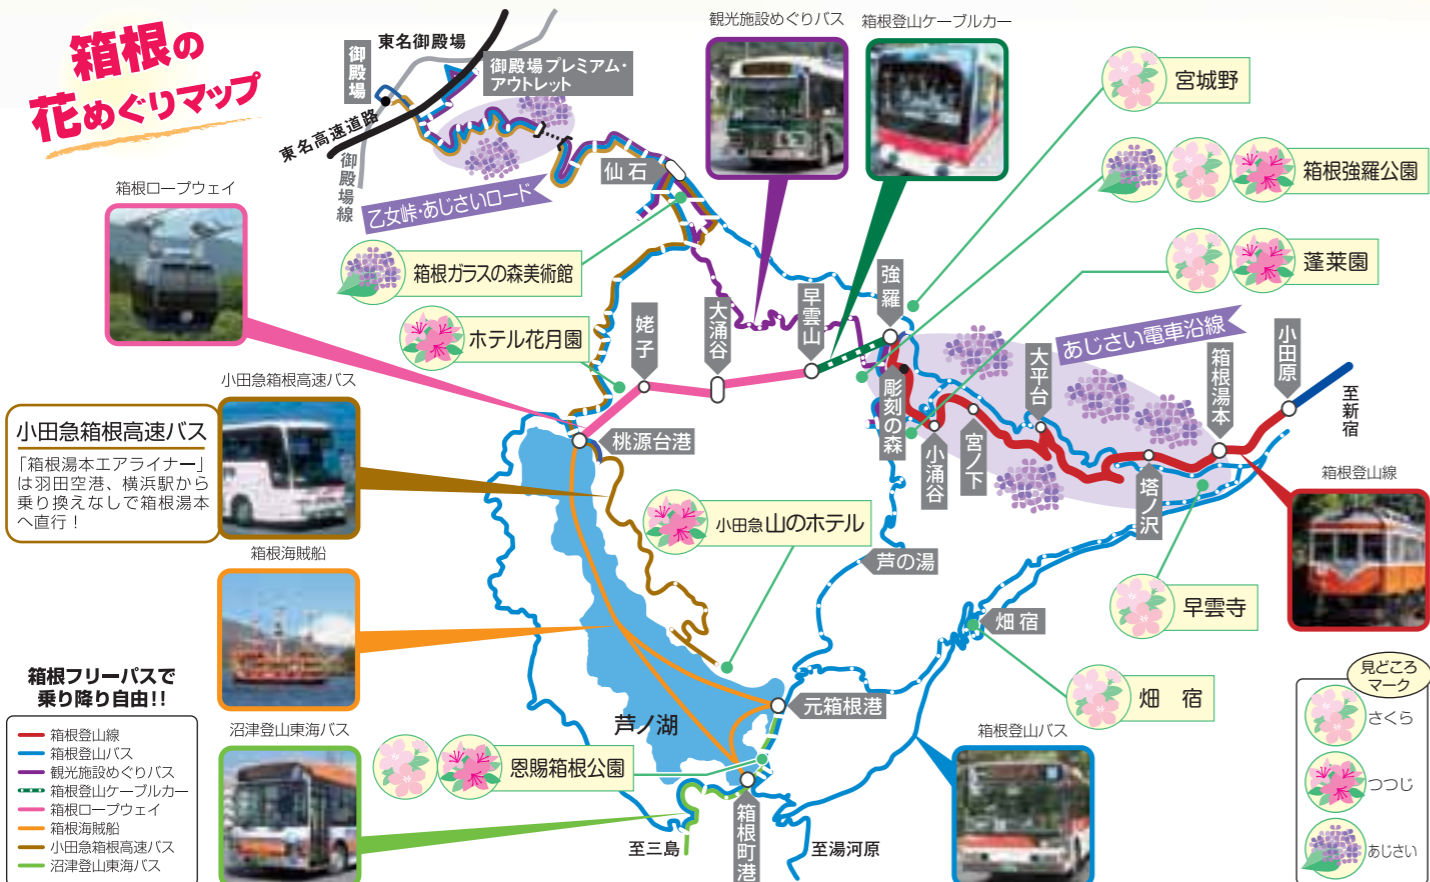 箱根の
花めぐりマップ
東名御殿場
御殿場
御殿場プレミアム・
アウトレット
東名高速道路
御殿場線
乙女峠・あじさいロード
仙石
観光施設めぐりバス
箱根登山ケーブルカー
宮城野
箱根強羅公園
蓬莱園
箱根ロープウェイ
箱根ガラスの森美術館
ホテル花月園
姥子
大涌谷
早雲山
強羅
彫刻の森
小涌谷
宮ノ下
大平台
あじさい電車沿線
塔ノ沢
箱根湯本
小田原
至新宿
小田急箱根高速バス
小田急箱根高速バス
「箱根湯本エアライナー」
は羽田空港、横浜駅から
乗り換えなしで箱根湯本
へ直行！
桃源台港
小田急 山のホテル
芦の湯
箱根登山線
早雲寺
箱根海賊船
畑宿
畑 宿
元箱根港
芦ノ湖
恩賜箱根公園
箱根町港
至三島
至湯河原
沼津登山東海バス
箱根登山バス
箱根フリーパスで
乗り降り自由!!
箱根登山線
箱根登山バス
観光施設めぐりバス
箱根登山ケーブルカー
箱根ロープウェイ
箱根海賊船
小田急箱根高速バス
沼津登山東海バス
見どころ
マーク
さくら
つつじ
あじさい